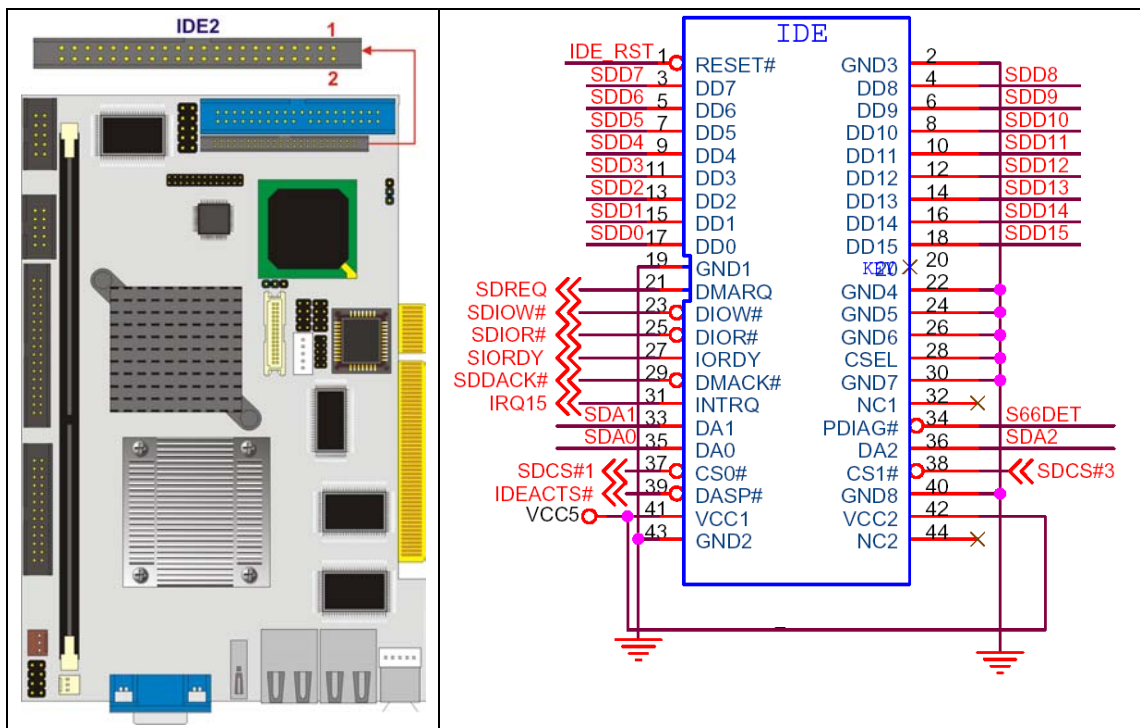 IDE2
1
2
IDE
IDE_RST 1 RESET# GND3 2
SDD7 3 DD7 DD8 4 SDD8
SDD6 5 DD6 DD9 6 SDD9
SDD5 7 DD5 DD10 8 SDD10
SDD4 9 DD4 DD11 10 SDD11
SDD3 11 DD3 DD12 12 SDD12
SDD2 13 DD2 DD13 14 SDD13
SDD1 15 DD1 DD14 16 SDD14
SDD0 17 DD0 DD15 18 SDD15
19 GND1 20
SDREQ 21 DMARQ GND4 22
SDIOW# 23 DIOW# GND5 24
SDIOR# 25 DIOR# GND6 26
SIORDY 27 IORDY CSEL 28
SDDACK# 29 DMACK# GND7 30
IRQ15 31 INTRQ NC1 32
SDA1 33 DA1 PDIAG# 34 S66DET
SDA0 35 DA0 DA2 36 SDA2
SDCS#1 37 CS0# CS1# 38 SDCS#3
IDEACTS# 39 DASP# GND8 40
VCC5 41 VCC1 VCC2 42
43 GND2 NC2 44